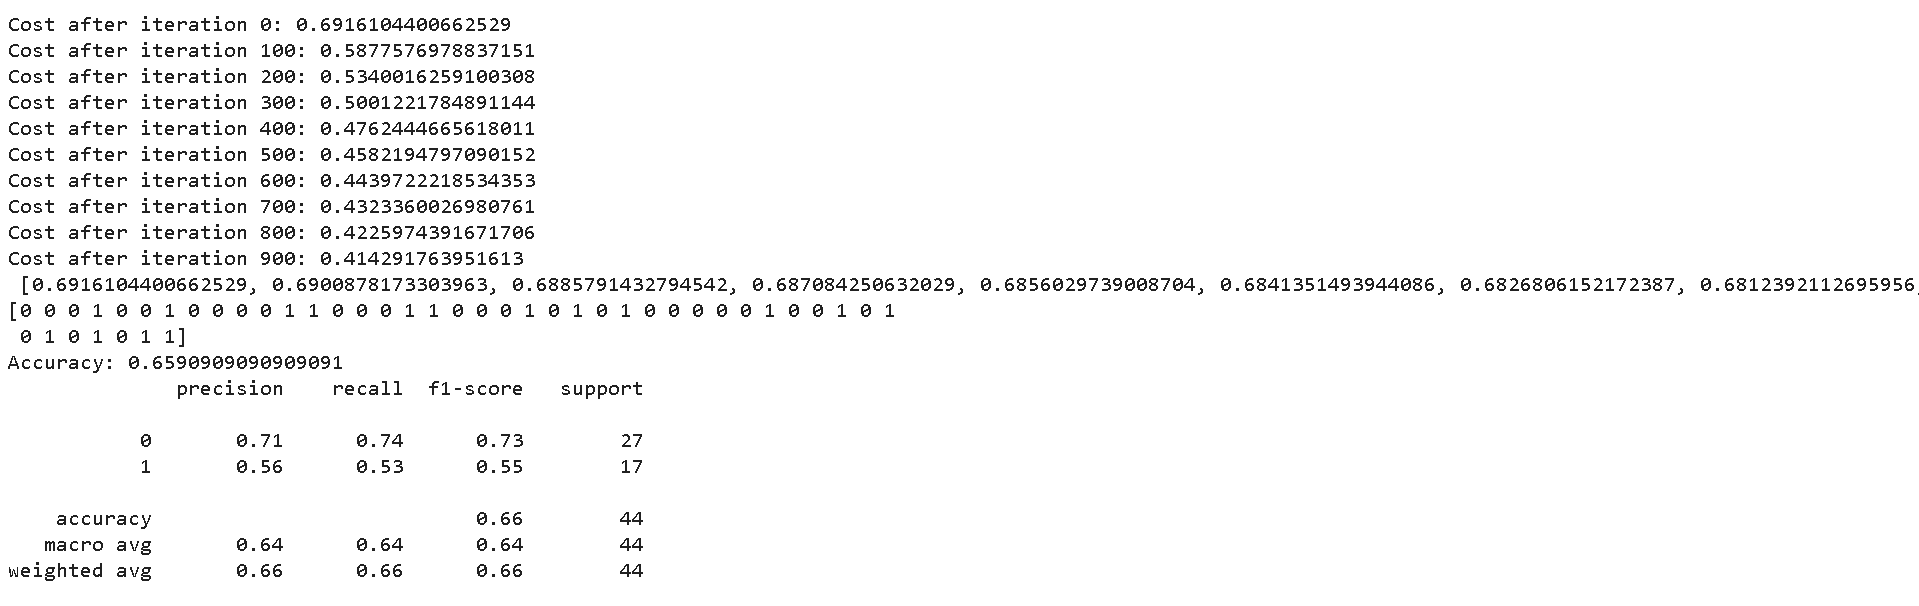 Cost after iteration 0: 0.6916104400662529
Cost after iteration 100: 0.5877576978837151
Cost after iteration 200: 0.5340016259100308
Cost after iteration 300: 0.5001221784891144
Cost after iteration 400: 0.4762444665618011
Cost after iteration 500: 0.4582194797090152
Cost after iteration 600: 0.4439722218534353
Cost after iteration 700: 0.4323360026980761
Cost after iteration 800: 0.4225974391671706
Cost after iteration 900: 0.414291763951613
[0.6916104400662529, 0.6900878173303963, 0.6885791432794542, 0.687084250632029, 0.6856029739008704, 0.6841351493944086, 0.6826806152172387, 0.6812392112695956,
[0 0 0 1 0 0 1 0 0 0 0 1 1 0 0 0 1 1 0 0 0 1 0 1 0 1 0 0 0 0 0 1 0 0 1 0 1
0 1 0 1 0 1 1]
Accuracy: 0.6590909090909091
precision recall f1-score support
0 0.71 0.74 0.73 27
1 0.56 0.53 0.55 17
accuracy 0.66 44
macro avg 0.64 0.64 0.64 44
weighted avg 0.66 0.66 0.66 44